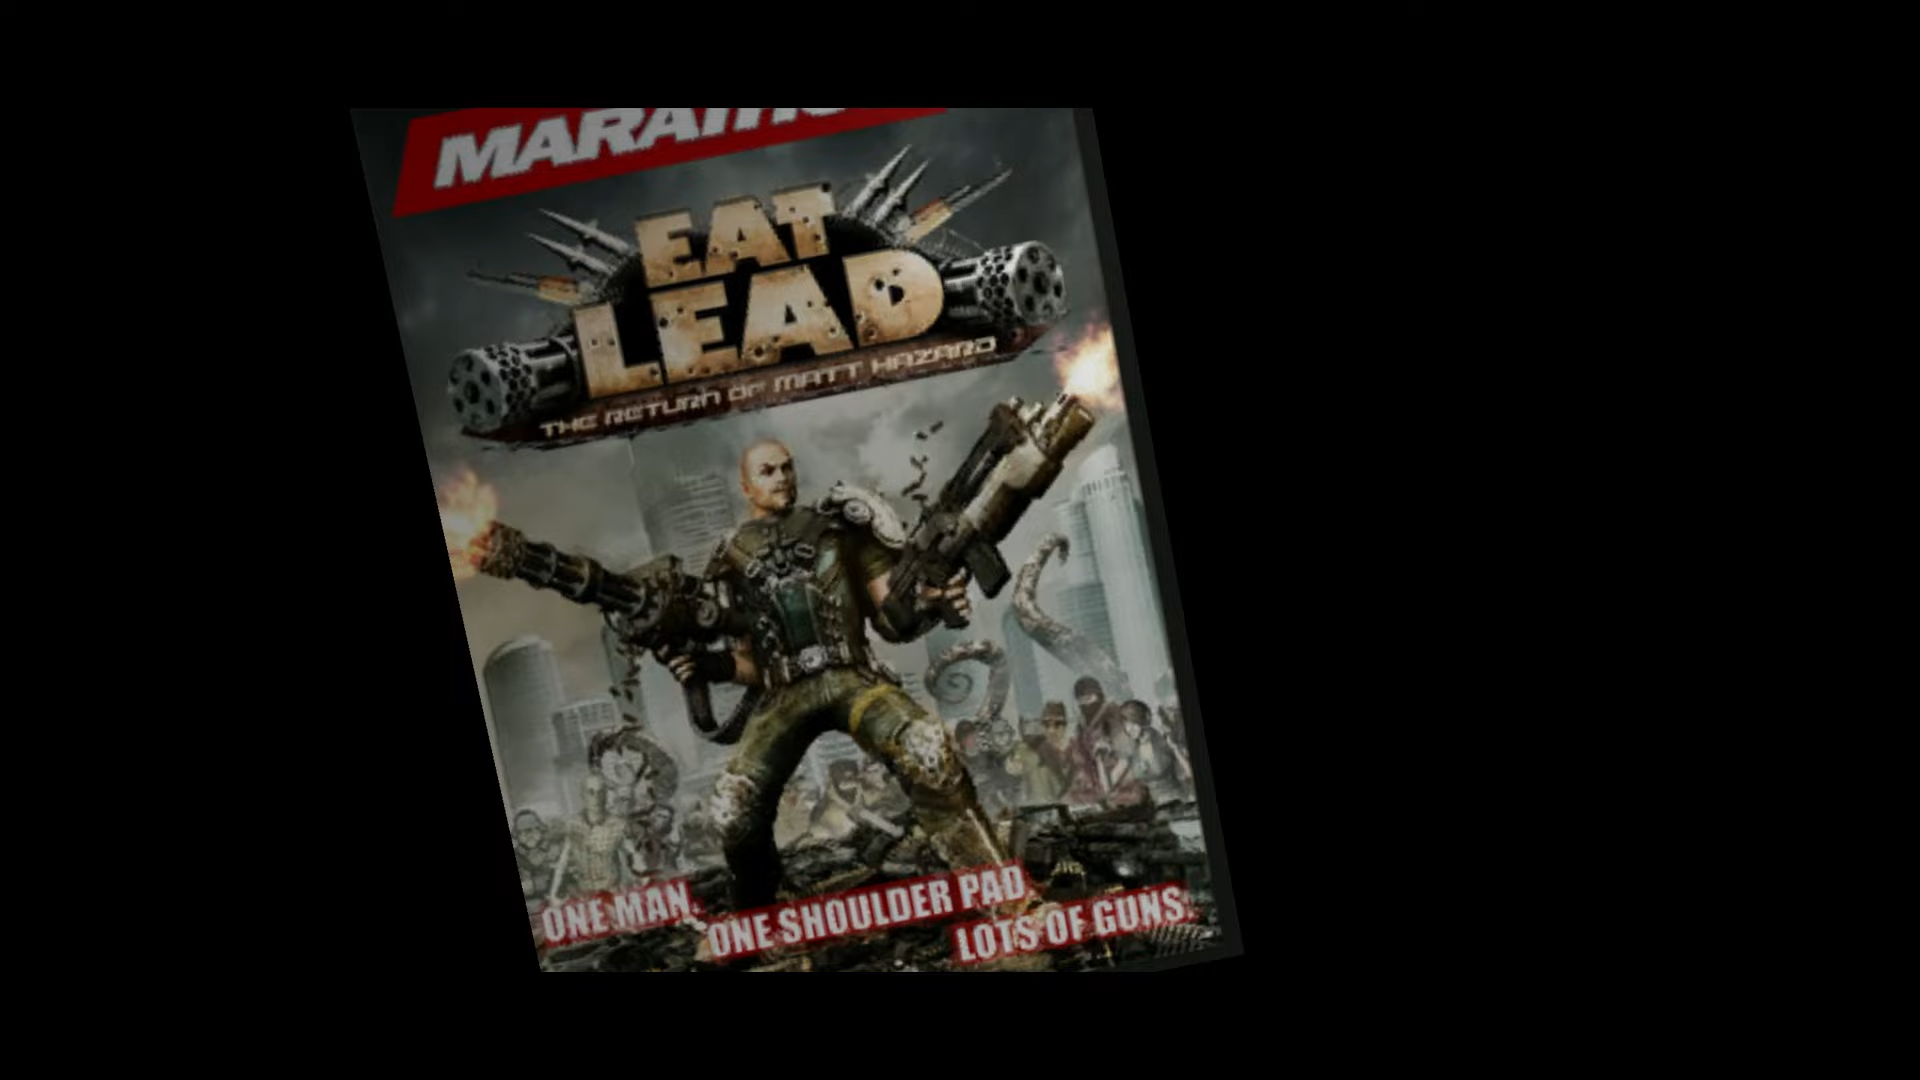 EAT
LEAD
THE RETURN OF MATT HAZARD
ONE MAN.
ONE SHOULDER PAD.
LOTS OF GUNS.